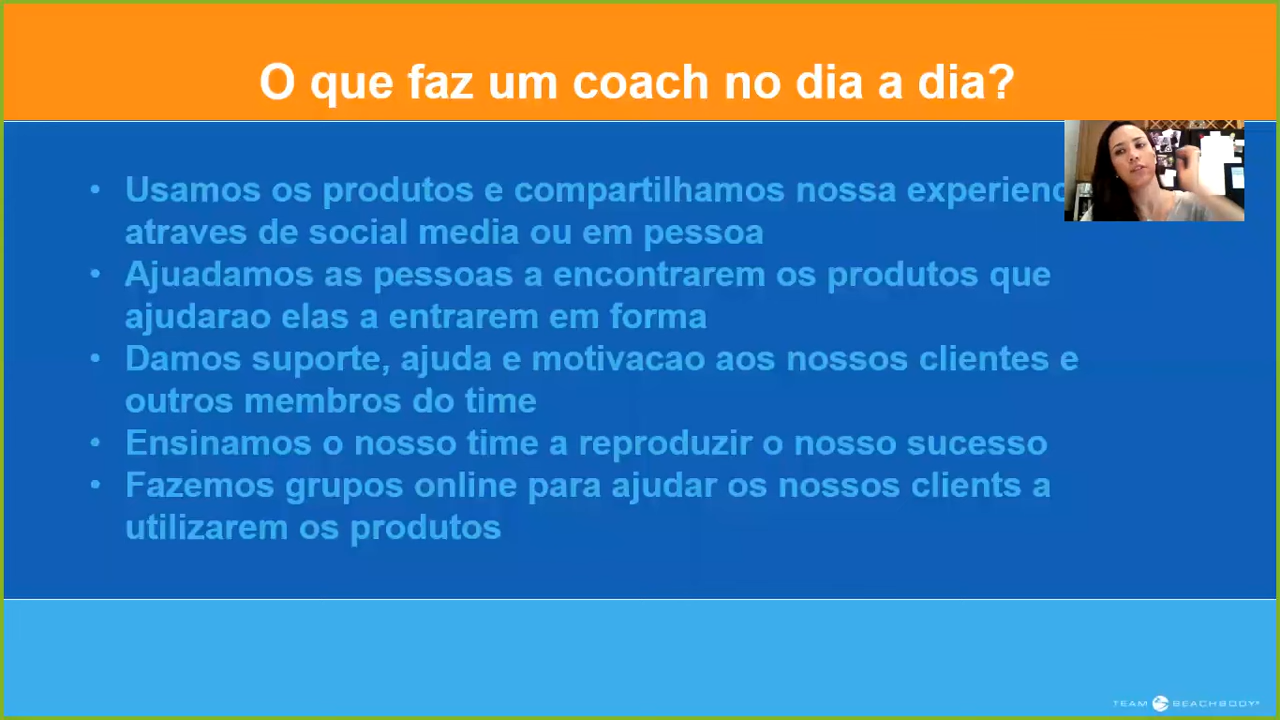 O que faz um coach no dia a dia?
• Usamos os produtos e compartilhamos nossa
atraves de social media ou em pessoa
• Ajuadamos as pessoas a encontrarem os produtos que
ajudarao elas a entrarem em forma
• Damos suporte, ajuda e motivacao aos nossos clientes e
outros membros do time
• Ensinamos o nosso time a reproduzir o nosso sucesso
• Fazemos grupos online para ajudar os nossos clients a
utilizarem os produtos
TEAM BEACHBODY